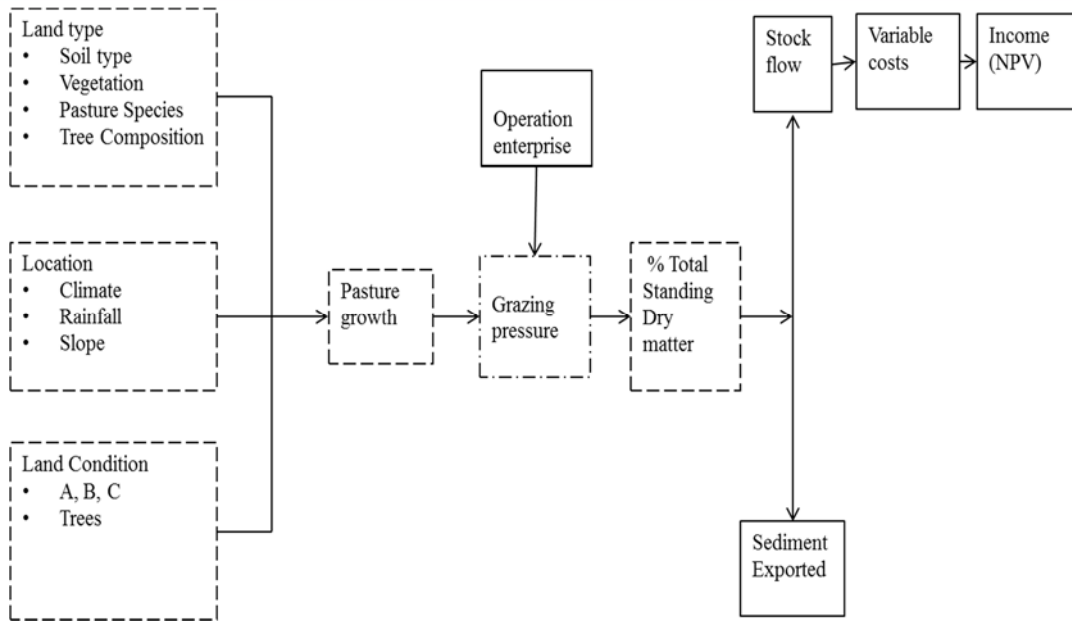 Land type
• Soil type
• Vegetation
• Pasture Species
• Tree Composition
Location
• Climate
• Rainfall
• Slope
Land Condition
• A, B, C
• Trees
Pasture
growth
Operation
enterprise
Grazing
pressure
% Total
Standing
Dry
matter
Stock
flow
Variable
costs
Income
(NPV)
Sediment
Exported